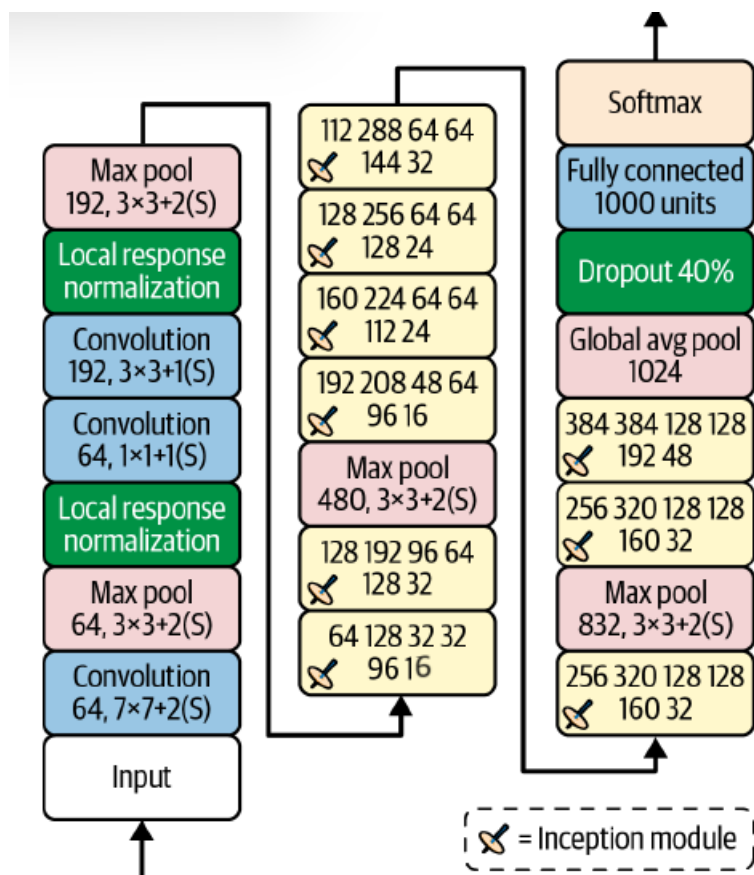 Max pool
192, 3×3+2(S)
Local response
normalization
Convolution
192, 3×3+1(S)
Convolution
64, 1×1+1(S)
Local response
normalization
Max pool
64, 3×3+2(S)
Convolution
64, 7×7+2(S)
Input
112 288 64 64
144 32
128 256 64 64
128 24
160 224 64 64
112 24
192 208 48 64
96 16
Max pool
480, 3×3+2(S)
128 192 96 64
128 32
64 128 32 32
96 16
Softmax
Fully connected
1000 units
Dropout 40%
Global avg pool
1024
384 384 128 128
192 48
256 320 128 128
160 32
Max pool
832, 3×3+2(S)
256 320 128 128
160 32
= Inception module